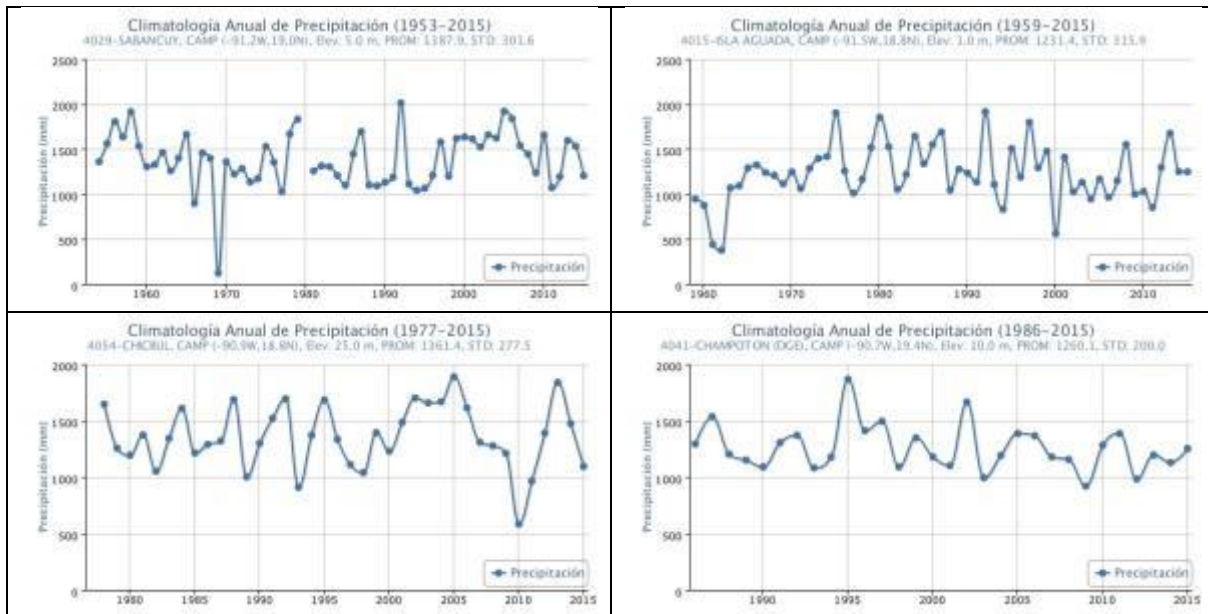 Climatología Anual de Precipitación (1953-2015)
4029-SABANCUY, CAMP (-91.2W,19.0N), Elev: 5.0 m, PROM: 1387.9, STD: 301.6
Precipitación (mm)
2500
2000
1500
1000
500
0
1960 1970 1980 1990 2000 2010
Precipitación
Climatología Anual de Precipitación (1959-2015)
4015-ISLA AGUADA, CAMP (-91.5W,18.8N), Elev: 1.0 m, PROM: 1231.4, STD: 315.9
Precipitación (mm)
2500
2000
1500
1000
500
0
1960 1970 1980 1990 2000 2010
Precipitación
Climatología Anual de Precipitación (1977-2015)
4054-CHICBUL, CAMP (-90.9W,18.8N), Elev: 25.0 m, PROM: 1361.4, STD: 277.5
Precipitación (mm)
2000
1500
1000
500
0
1980 1985 1990 1995 2000 2005 2010 2015
Precipitación
Climatología Anual de Precipitación (1986-2015)
4041-CHAMPOTON (DGE), CAMP (-90.7W,19.4N), Elev: 10.0 m, PROM: 1260.1, STD: 200.0
Precipitación (mm)
2000
1500
1000
500
0
1990 1995 2000 2005 2010 2015
Precipitación